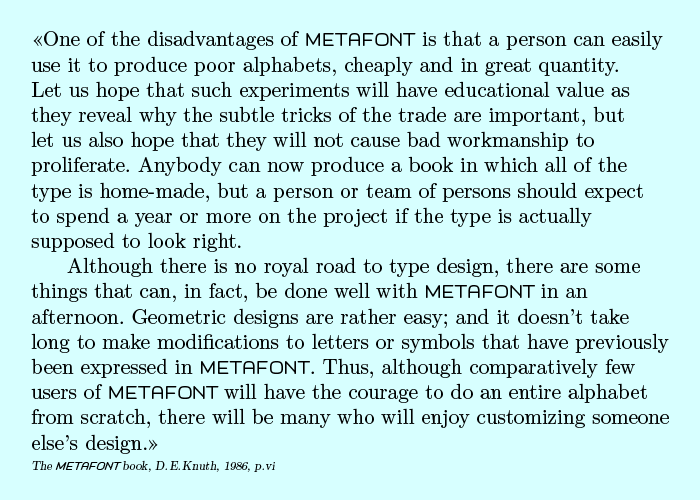 «One of the disadvantages of METAFONT is that a person can easily
use it to produce poor alphabets, cheaply and in great quantity.
Let us hope that such experiments will have educational value as
they reveal why the subtle tricks of the trade are important, but
let us also hope that they will not cause bad workmanship to
proliferate. Anybody can now produce a book in which all of the
type is home-made, but a person or team of persons should expect
to spend a year or more on the project if the type is actually
supposed to look right.
Although there is no royal road to type design, there are some
things that can, in fact, be done well with METAFONT in an
afternoon. Geometric designs are rather easy; and it doesn't take
long to make modifications to letters or symbols that have previously
been expressed in METAFONT. Thus, although comparatively few
users of METAFONT will have the courage to do an entire alphabet
from scratch, there will be many who will enjoy customizing someone
else's design.»
The METAFONT book, D.E.Knuth, 1986, p.vi